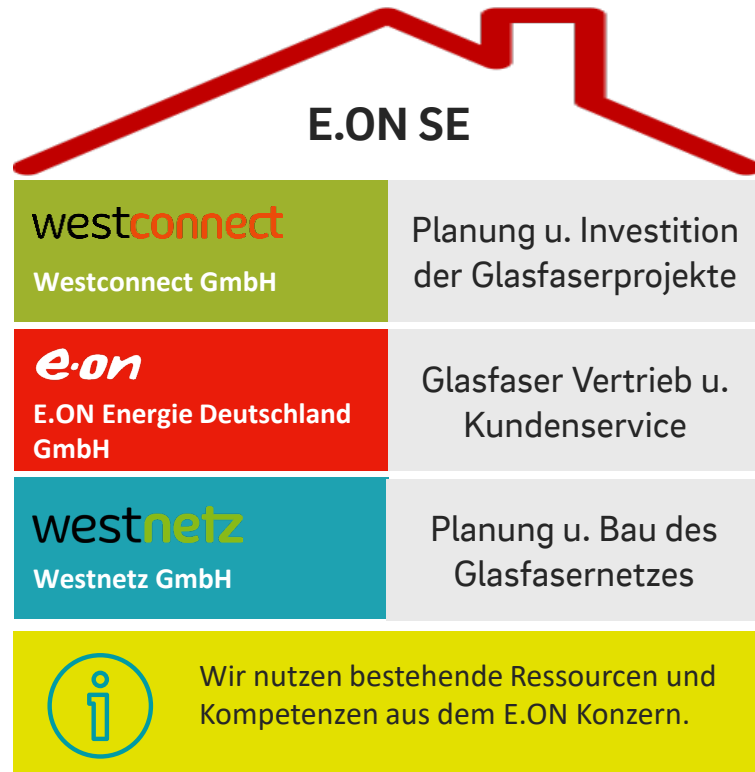 E.ON SE
westconnect
Westconnect GmbH
Planung u. Investition
der Glasfaserprojekte
e·on
E.ON Energie Deutschland
GmbH
Glasfaser Vertrieb u.
Kundenservice
westnetz
Westnetz GmbH
Planung u. Bau des
Glasfasernetzes
Wir nutzen bestehende Ressourcen und
Kompetenzen aus dem E.ON Konzern.